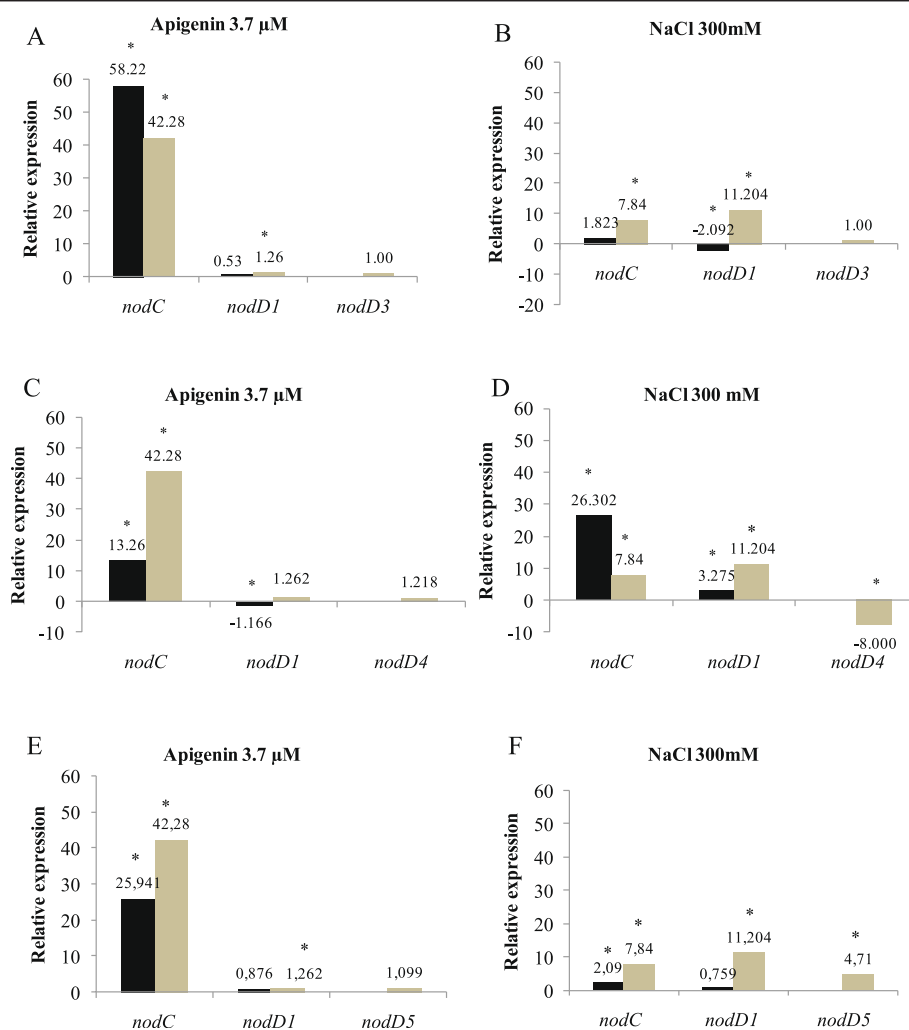 A
Apigenin 3.7 µM
Relative expression
60
50
40
30
20
10
0
*
58.22
*
42.28
0.53
*
1.26
1.00
nodC
nodD1
nodD3
B
NaCl 300mM
Relative expression
60
50
40
30
20
10
0
-10
-20
1.823
*
7.84
*
-2.092
*
11.204
1.00
nodC
nodD1
nodD3
C
Apigenin 3.7 µM
Relative expression
60
50
40
30
20
10
0
-10
*
13.26
*
42.28
*
-1.166
1.262
1.218
nodC
nodD1
nodD4
D
NaCl 300 mM
Relative expression
60
50
40
30
20
10
0
-10
*
26.302
*
7.84
*
3.275
*
11.204
*
-8.000
nodC
nodD1
nodD4
E
Apigenin 3.7 µM
Relative expression
60
50
40
30
20
10
0
*
25,941
*
42,28
0,876
*
1,262
1,099
nodC
nodD1
nodD5
F
NaCl 300mM
Relative expression
60
50
40
30
20
10
0
*
2,09
*
7,84
0,759
*
11,204
*
4,71
nodC
nodD1
nodD5